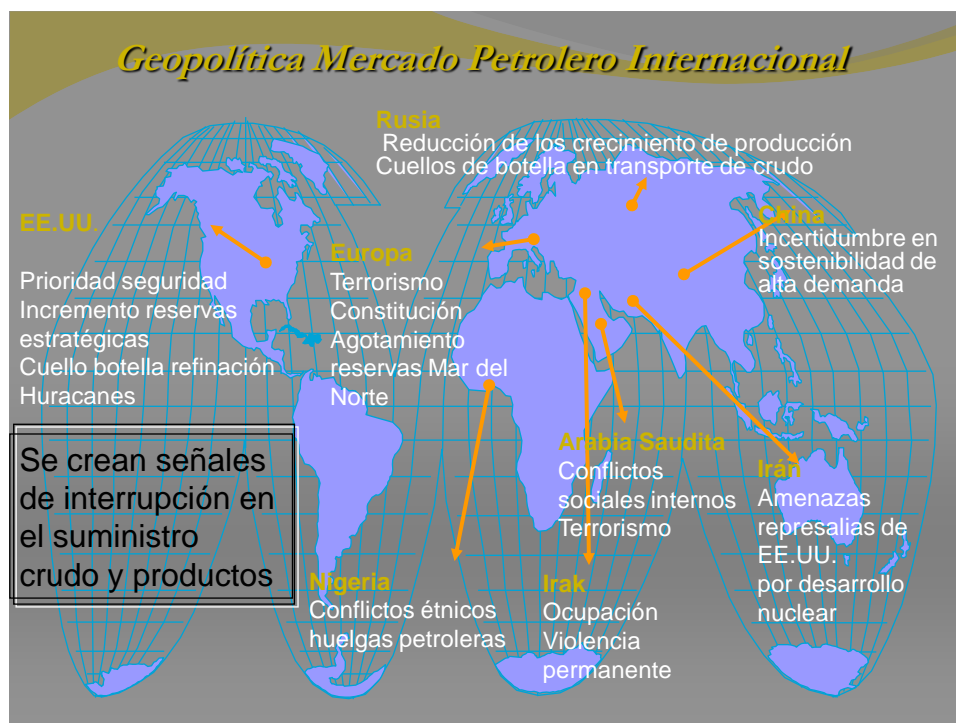 Geopolítica Mercado Petrolero Internacional
Rusia
Reducción de los crecimiento de producción
Cuellos de botella en transporte de crudo
EE.UU.
Prioridad seguridad
Incremento reservas
estratégicas
Cuello botella refinación
Huracanes
Europa
Terrorismo
Constitución
Agotamiento
reservas Mar del
Norte
China
Incertidumbre en
sostenibilidad de
alta demanda
Se crean señales
de interrupción en
el suministro
crudo y productos
Arabia Saudita
Conflictos
sociales internos
Terrorismo
Irán
Amenazas
represalias de
EE.UU.
por desarrollo
nuclear
Nigeria
Conflictos étnicos
huelgas petroleras
Irak
Ocupación
Violencia
permanente